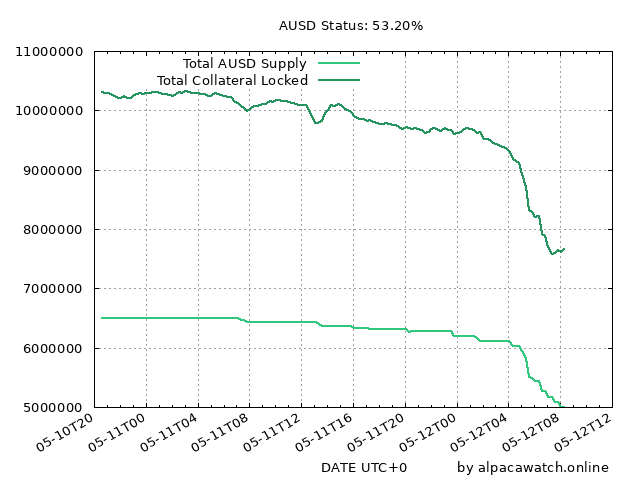 AUSD Status: 53.20%
11000000
Total AUSD Supply
Total Collateral Locked
10000000
9000000
8000000
7000000
6000000
5000000
05-10T20
05-11T00
05-11T04
05-11T08
05-11T12
05-11T16
05-11T20
05-12T00
05-12T04
05-12T08
05-12T12
DATE UTC+0
by alpacawatch.online